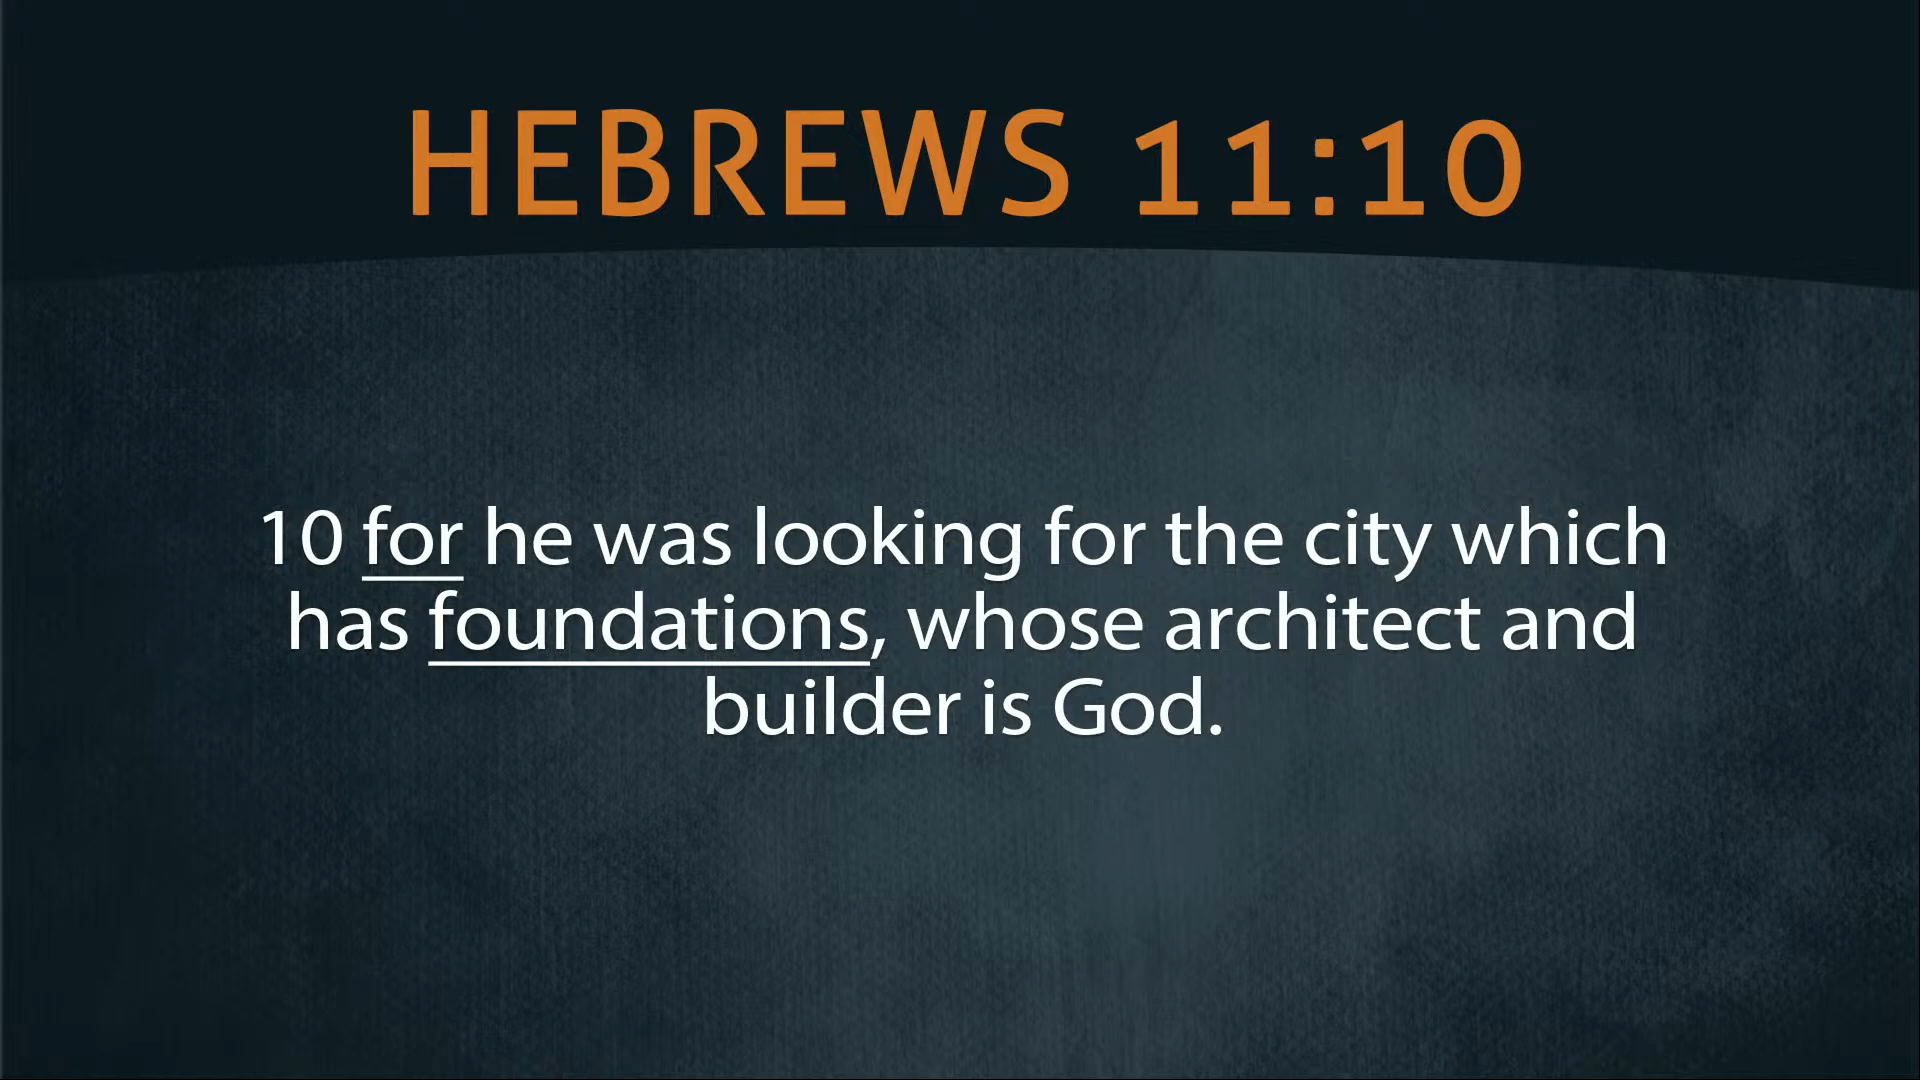 HEBREWS 11:10
10 for he was looking for the city which
has foundations, whose architect and
builder is God.